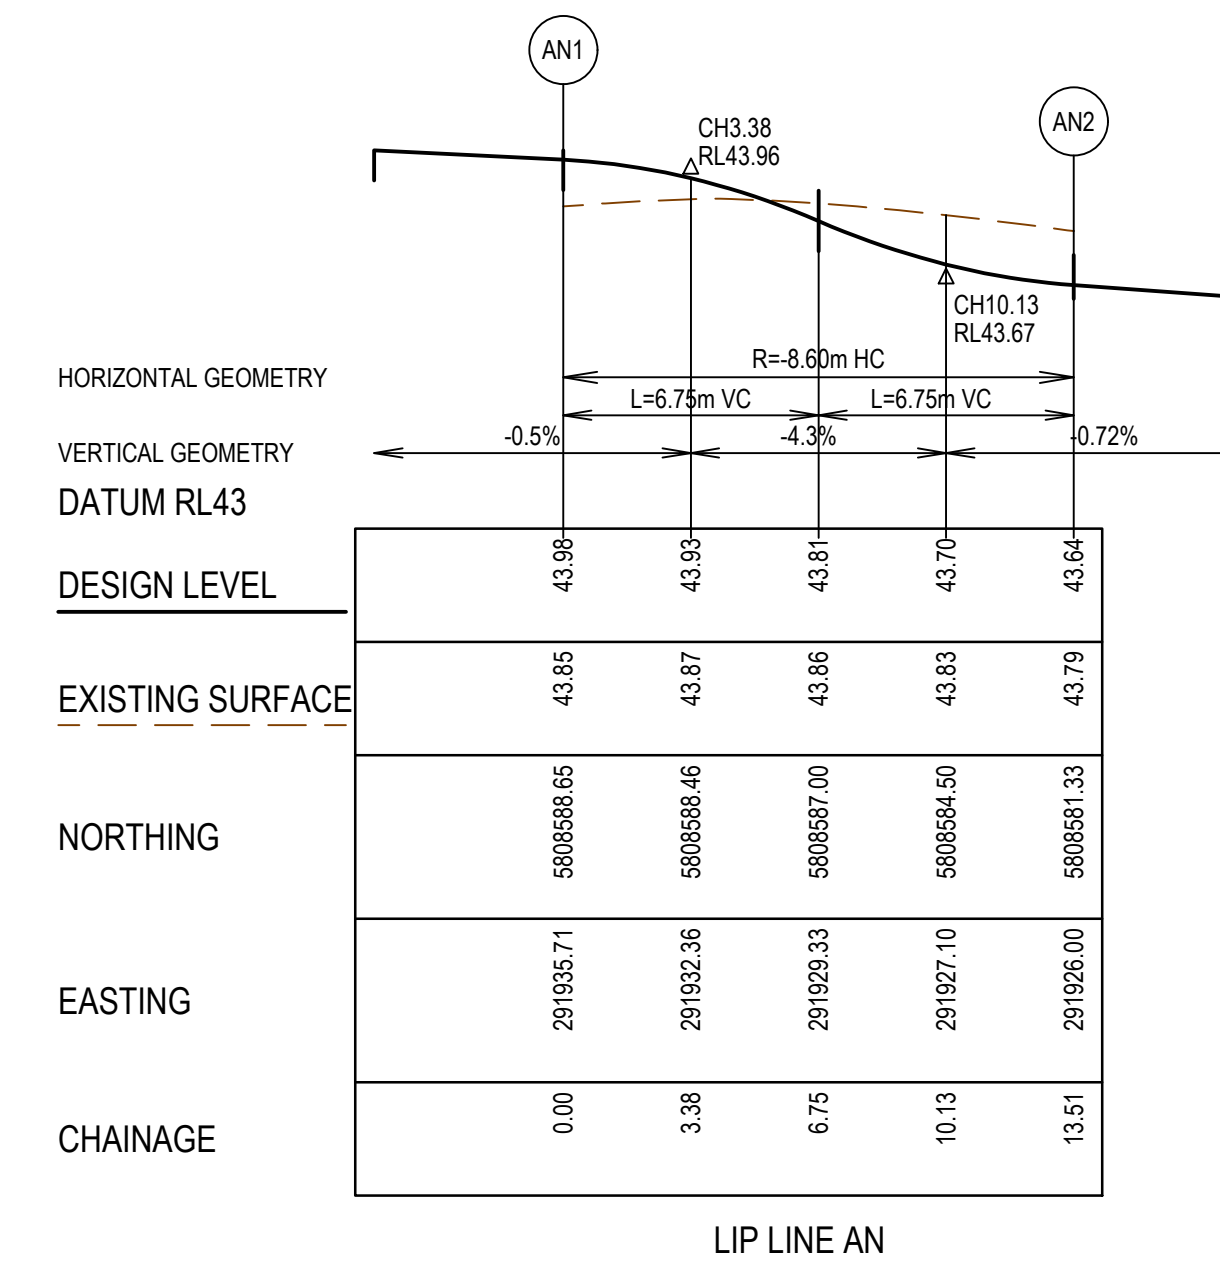 AN1
AN2
CH3.38
RL43.96
CH10.13
RL43.67
HORIZONTAL GEOMETRY
R=-8.60m HC
L=6.75m VC
L=6.75m VC
VERTICAL GEOMETRY
-0.5%
-4.3%
-0.72%
DATUM RL43
DESIGN LEVEL
43.98
43.93
43.81
43.70
43.64
EXISTING SURFACE
43.85
43.87
43.86
43.83
43.79
NORTHING
5808588.65
5808588.46
5808587.00
5808584.50
5808581.33
EASTING
291935.71
291932.36
291929.33
291927.10
291926.00
CHAINAGE
0.00
3.38
6.75
10.13
13.51
LIP LINE AN